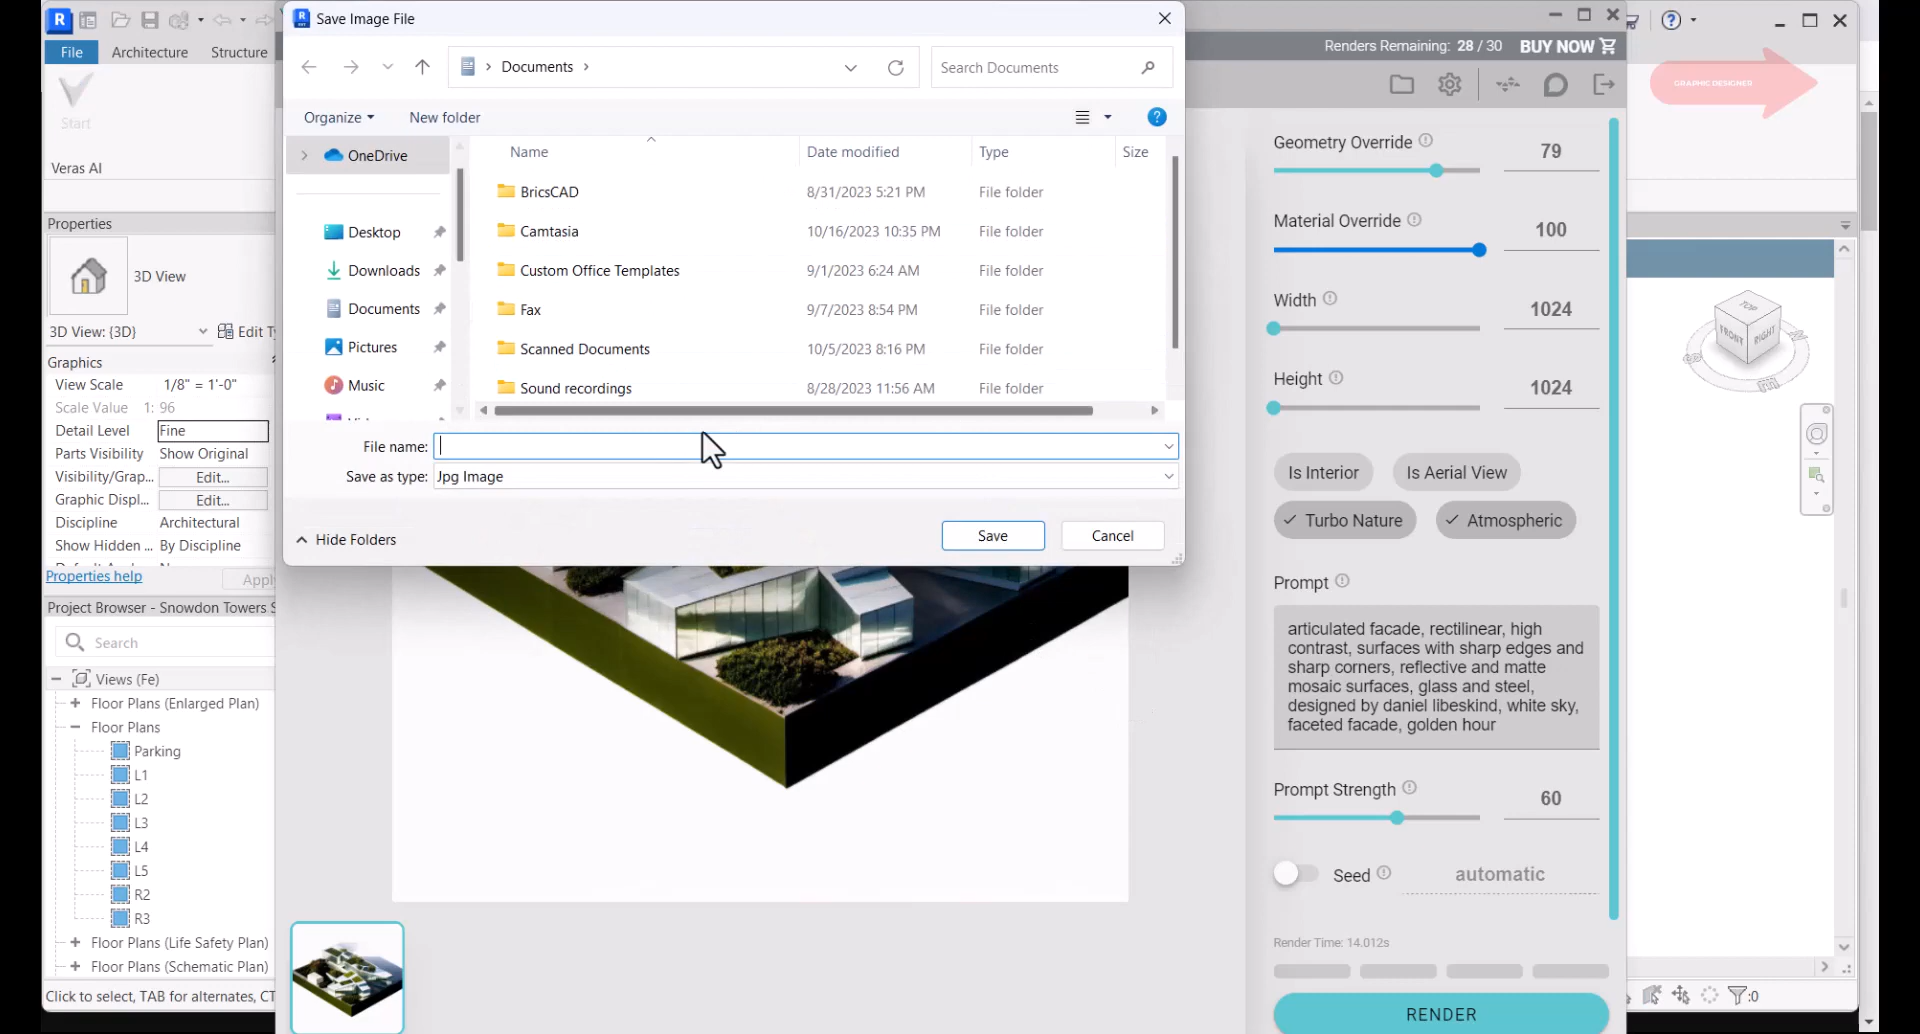 R
File
Architecture
Structure
Start
Veras AI
Properties
3D View
3D View: {3D}
Edit Ty
Graphics
View Scale
1/8" = 1'-0"
Scale Value 1:
96
Detail Level
Fine
Parts Visibility
Show Original
Visibility/Grap...
Edit...
Graphic Displ...
Edit...
Discipline
Architectural
Show Hidden ...
By Discipline
Properties help
Apply
Project Browser - Snowdon Towers S
Search
Views (Fe)
Floor Plans (Enlarged Plan)
Floor Plans
Parking
L1
L2
L3
L4
L5
R2
R3
Floor Plans (Life Safety Plan)
Floor Plans (Schematic Plan)
Click to select, TAB for alternates, CT
Save Image File
Documents
Search Documents
Organize
New folder
OneDrive
Desktop
Downloads
Documents
Pictures
Music
Name
Date modified
Type
Size
BricsCAD
8/31/2023 5:21 PM
File folder
Camtasia
10/16/2023 10:35 PM
File folder
Custom Office Templates
9/1/2023 6:24 AM
File folder
Fax
9/7/2023 8:54 PM
File folder
Scanned Documents
10/5/2023 8:16 PM
File folder
Sound recordings
8/28/2023 11:56 AM
File folder
File name:
Save as type:
Jpg Image
Hide Folders
Save
Cancel
Renders Remaining: 28 / 30
BUY NOW
Geometry Override
79
Material Override
100
Width
1024
Height
1024
Is Interior
Is Aerial View
Turbo Nature
Atmospheric
Prompt
articulated facade, rectilinear, high
contrast, surfaces with sharp edges and
sharp corners, reflective and matte
mosaic surfaces, glass and steel,
designed by daniel libeskind, white sky,
faceted facade, golden hour
Prompt Strength
60
Seed
automatic
Render Time: 14.012s
RENDER
GRAPHIC DESIGNER
TOP
FRONT
RIGHT
:0